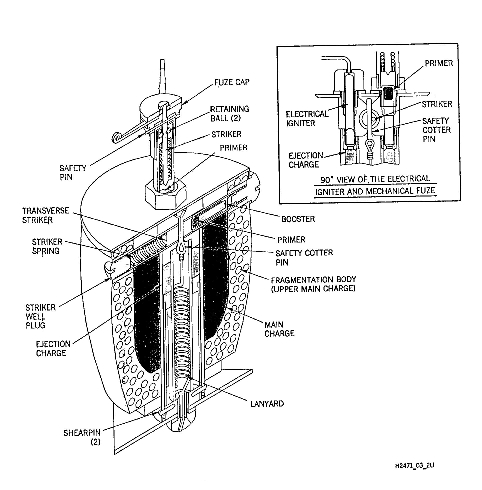 FUZE CAP
RETAINING
BALL (2)
STRIKER
PRIMER
SAFETY
PIN
TRANSVERSE
STRIKER
STRIKER
SPRING
STRIKER
WELL
PLUG
EJECTION
CHARGE
SHEARPIN
(2)
BOOSTER
PRIMER
SAFETY COTTER
PIN
FRAGMENTATION BODY
(UPPER MAIN CHARGE)
MAIN
CHARGE
LANYARD
PRIMER
ELECTRICAL
IGNITER
STRIKER
SAFETY
COTTER
PIN
EJECTION
CHARGE
90° VIEW OF THE ELECTRICAL
IGNITER AND MECHANICAL FUZE
H2471_03_2U